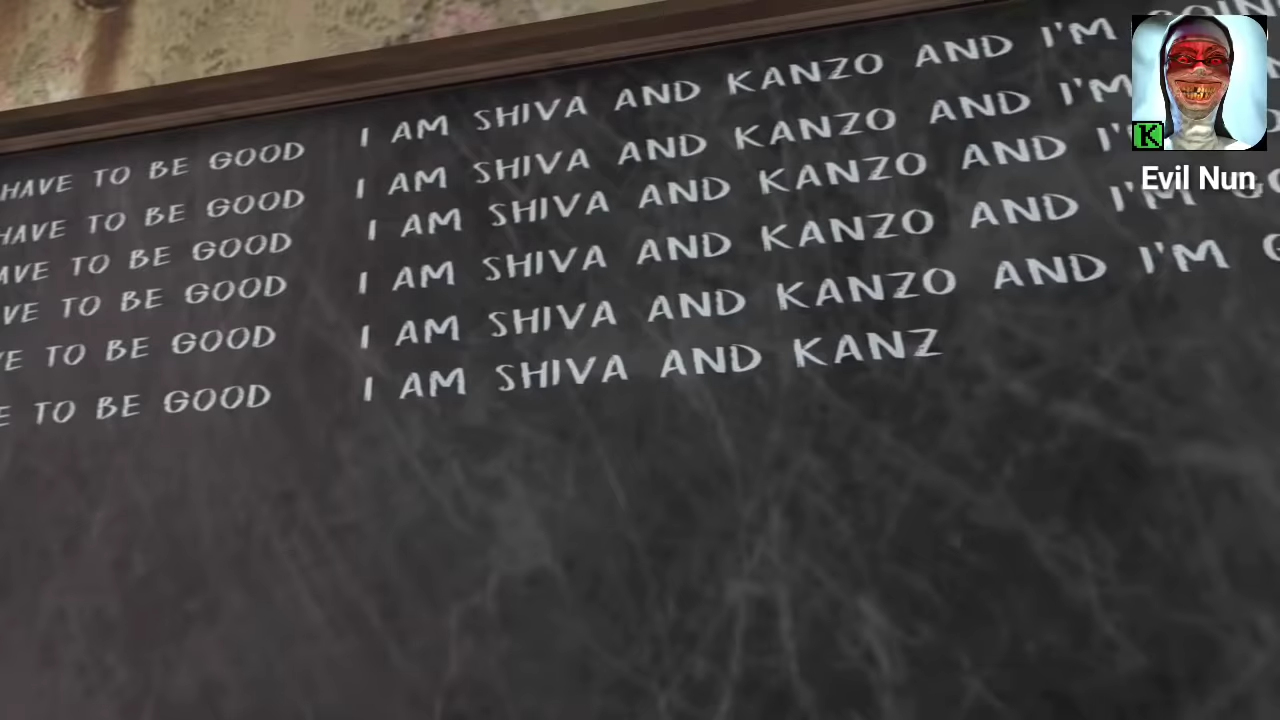 HAVE TO BE GOOD I AM SHIVA AND KANZO AND I'M GOING
HAVE TO BE GOOD I AM SHIVA AND KANZO AND I'M
AVE TO BE GOOD I AM SHIVA AND KANZO AND I'
VE TO BE GOOD I AM SHIVA AND KANZO AND I'M GO
E TO BE GOOD I AM SHIVA AND KANZO AND I'M G
E TO BE GOOD I AM SHIVA AND KANZ
K
Evil Nun